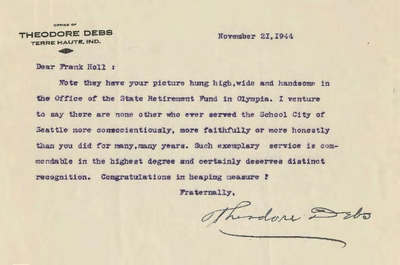 OFFICE OF
THEODORE DEBS
TERRE HAUTE, IND.
November 21, 1944
Dear Frank Holl :
Note they have your picture hung high,wide and handsome in
the Office of the State Retirement Fund in Olympia. I venture
to say there are none other who ever served the School City of
Seattle more conscientiously, more faithfully or more honestly
than you did for many,many years. Such exemplary service is com-
mendable in the highest degree and certainly deserves distinct
recognition. Congratulations in heaping measure !
Fraternally,
Theodore Debs